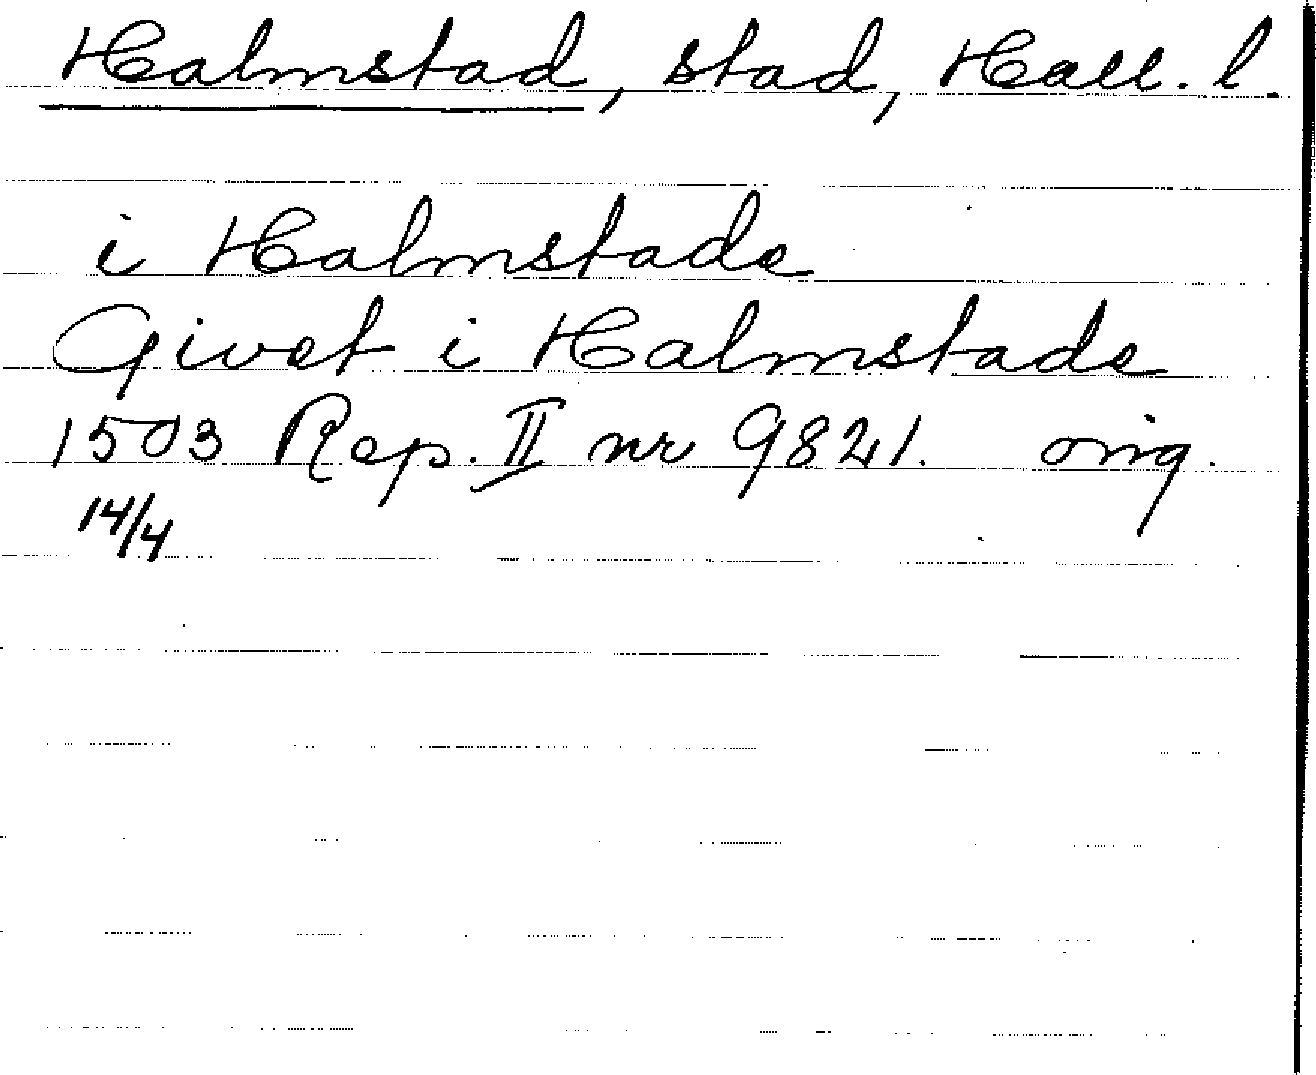 Halmstad, stad, Hall. l.
i Halmstade
Givet i Halmstade
1503 Rep. II nr 9821. orig.
14/4